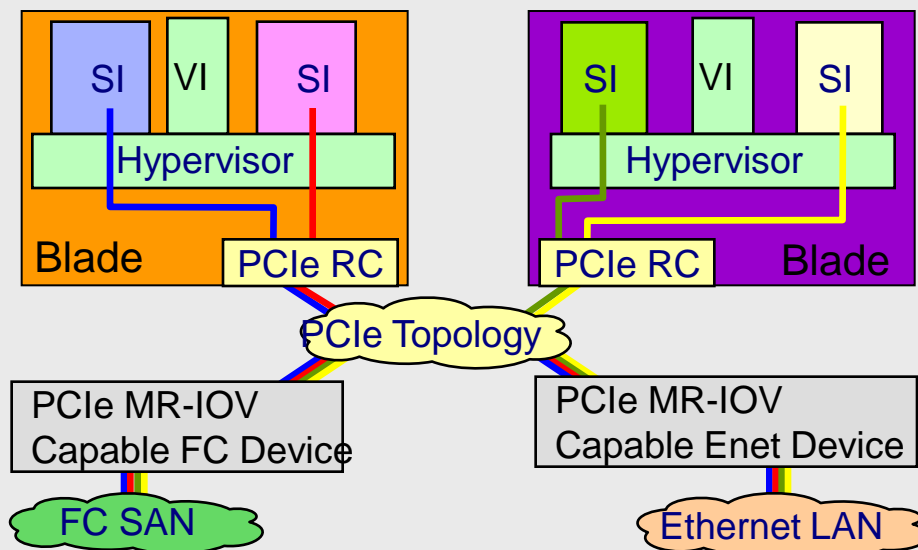 SI
VI
SI
Hypervisor
Blade
PCIe RC
SI
VI
SI
Hypervisor
PCIe RC
Blade
PCIe Topology
PCIe MR-IOV
Capable FC Device
PCIe MR-IOV
Capable Enet Device
FC SAN
Ethernet LAN